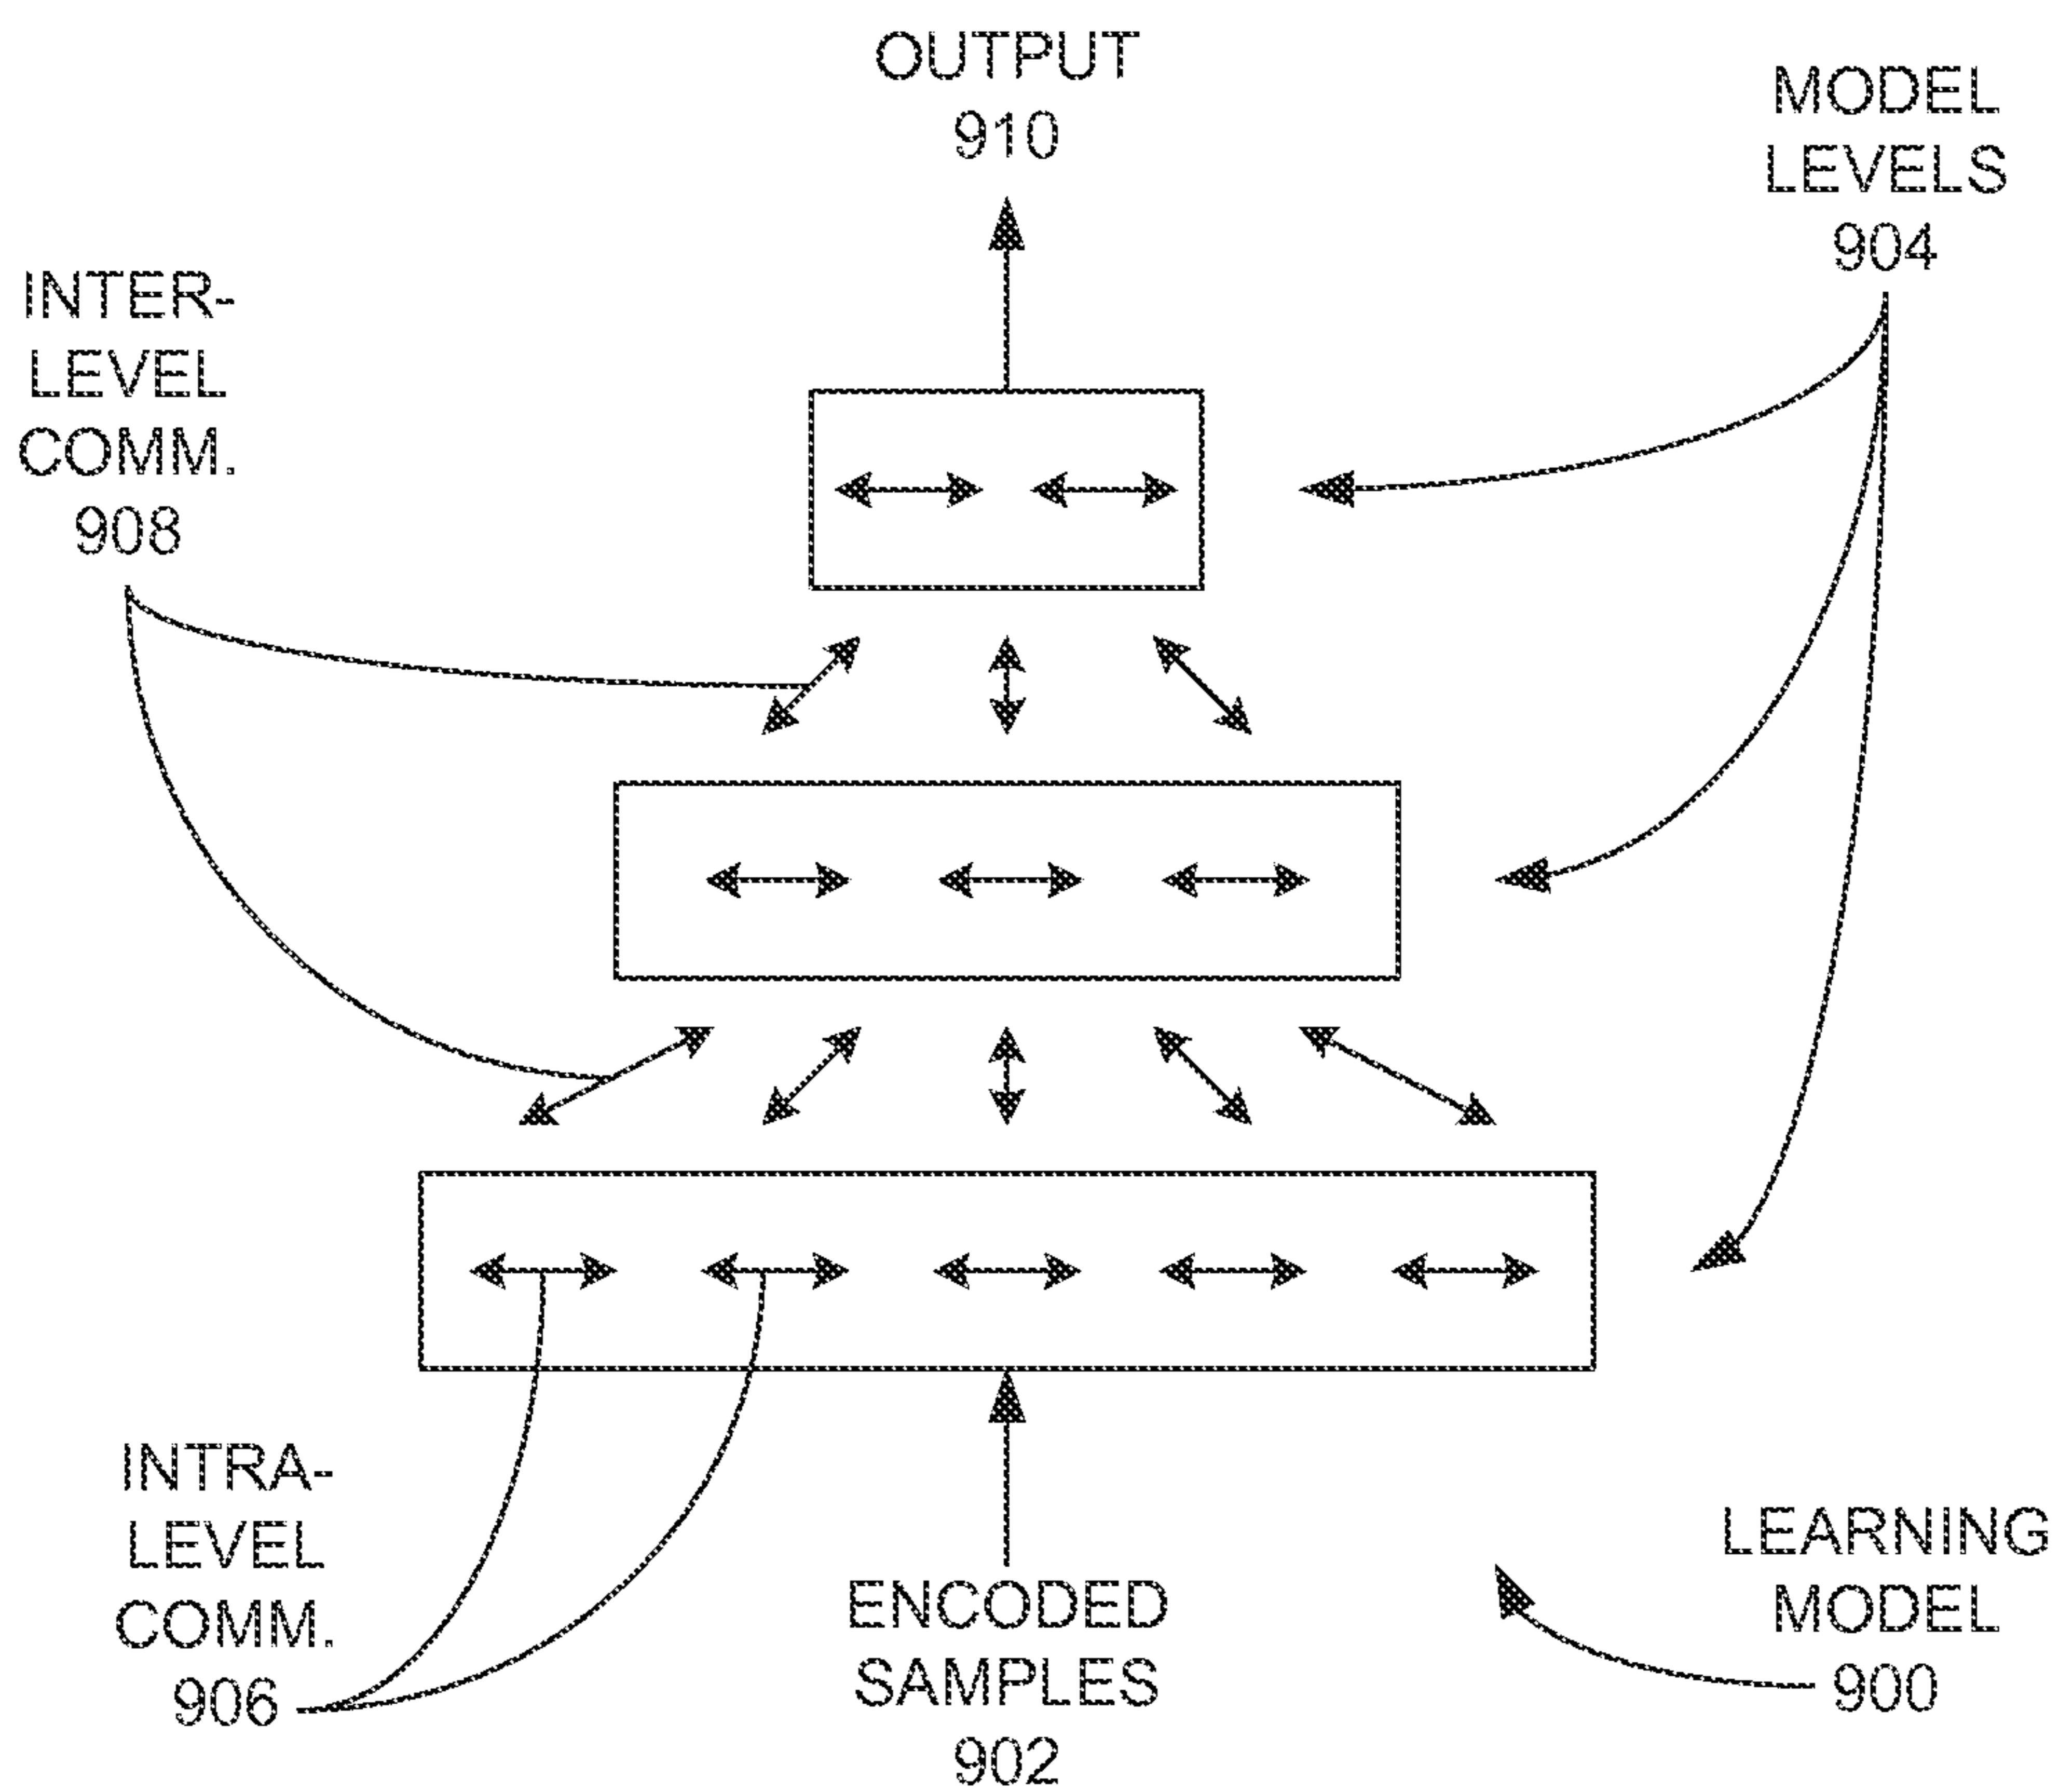 OUTPUT
910
MODEL
LEVELS
904
INTER-
LEVEL
COMM.
908
INTRA-
LEVEL
COMM.
906
ENCODED
SAMPLES
902
LEARNING
MODEL
900